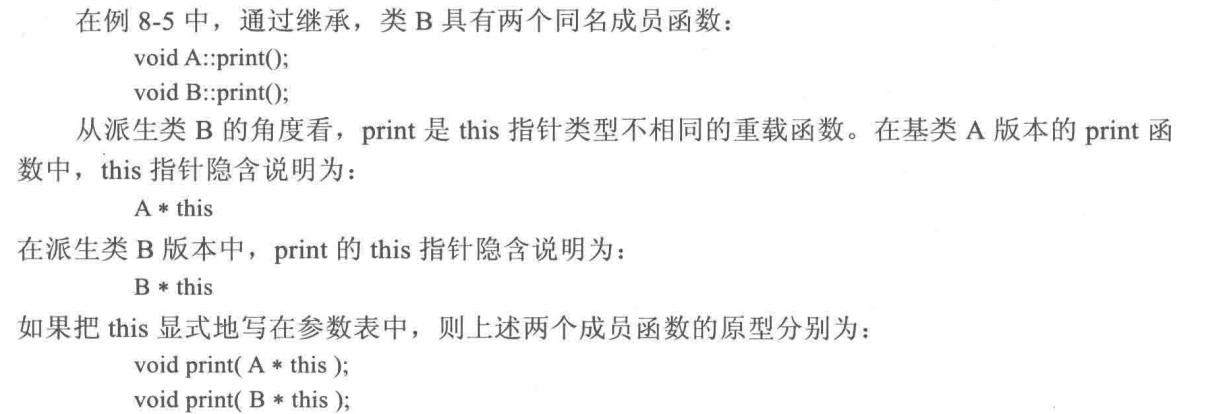 在例 8-5 中，通过继承，类 B 具有两个同名成员函数：
void A::print();
void B::print();
从派生类 B 的角度看，print 是 this 指针类型不相同的重载函数。在基类 A 版本的 print 函
数中，this 指针隐含说明为：
A * this
在派生类 B 版本中，print 的 this 指针隐含说明为：
B * this
如果把 this 显式地写在参数表中，则上述两个成员函数的原型分别为：
void print( A * this );
void print( B * this );